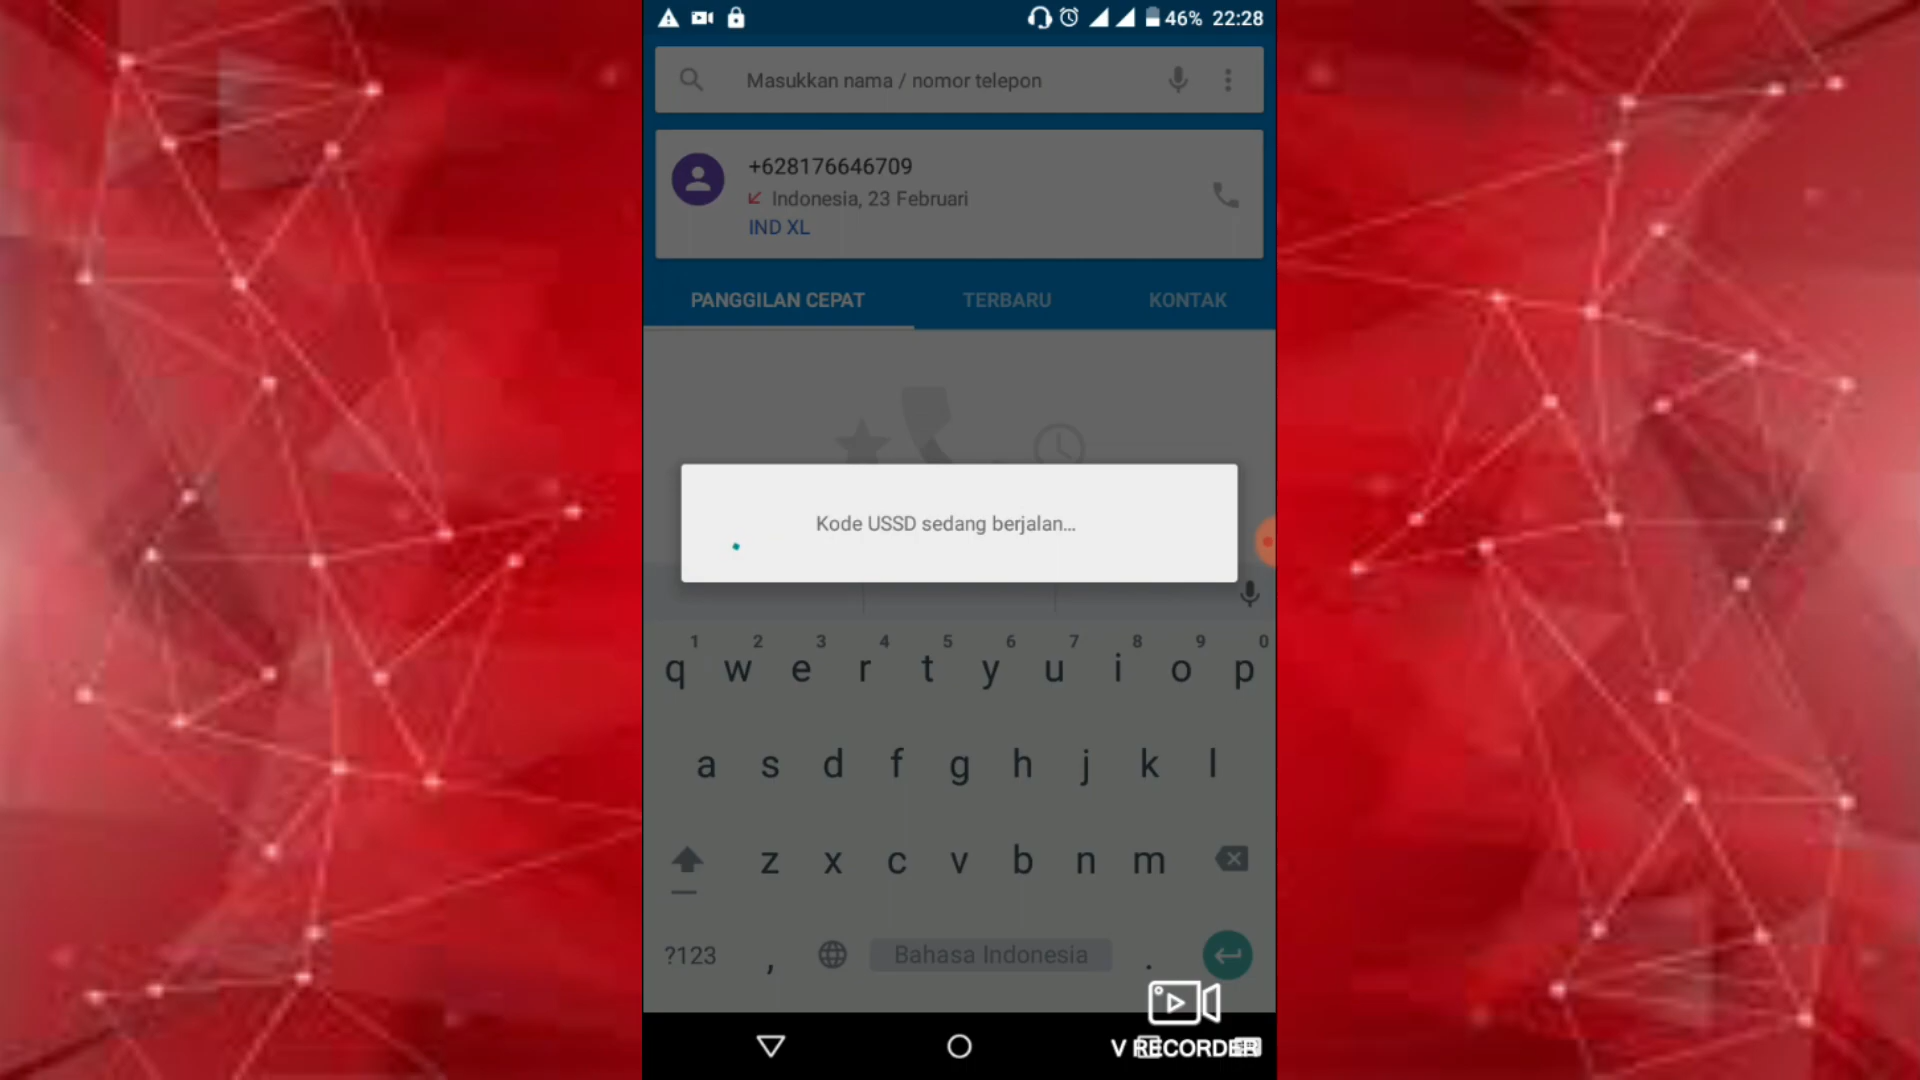 46% 22:28
Masukkan nama / nomor telepon
+628176646709
Indonesia, 23 Februari
IND XL
PANGGILAN CEPAT TERBARU KONTAK
Kode USSD sedang berjalan...
1 2 3 4 5 6 7 8 9 0
q w e r t y u i o p
a s d f g h j k l
z x c v b n m
?123 , Bahasa Indonesia .
V RECORDER